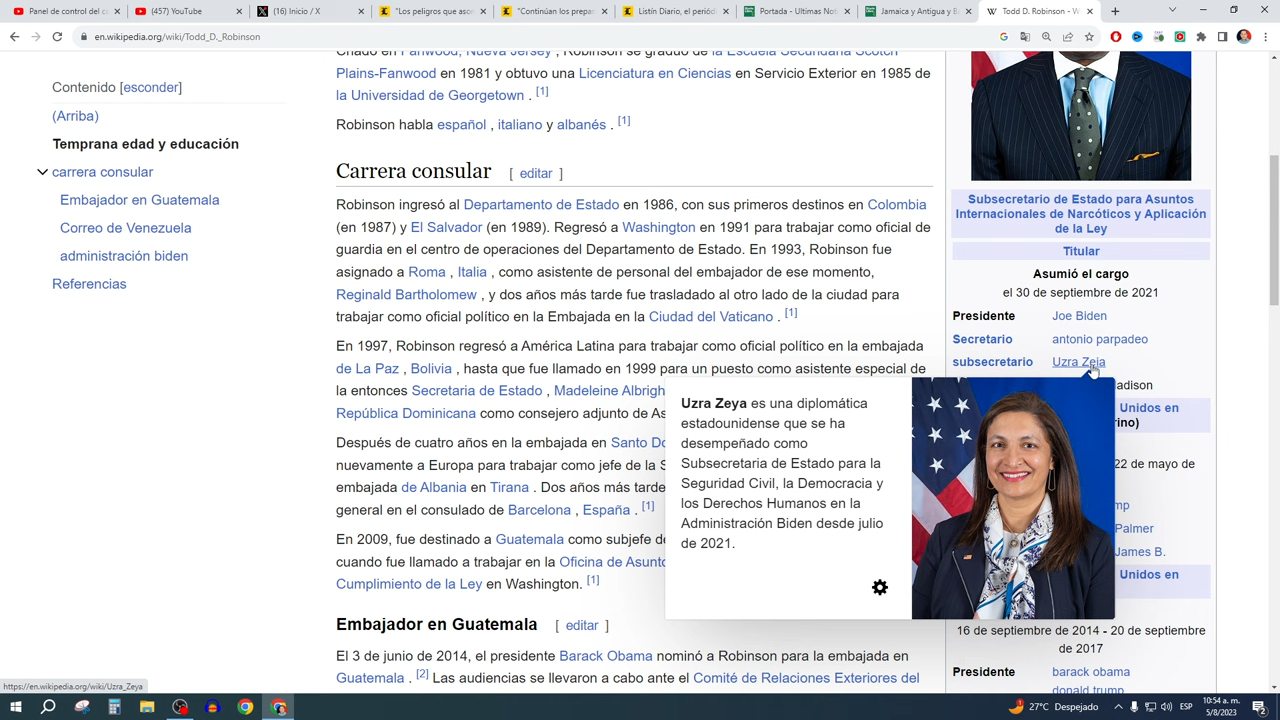 Panel de control del c
(457) YouTube
(16) Inicio / X
"Los peligros que aso
"Continúan los prepa
Listín Diario, el periód
Portada - Ultimas Not
Jamaica y Antigua y B
Todd D. Robinson - W
en.wikipedia.org/wiki/Todd_D._Robinson
Contenido [esconder]
(Arriba)
Temprana edad y educación
carrera consular
Embajador en Guatemala
Correo de Venezuela
administración biden
Referencias
Criado en Fanwood, Nueva Jersey , Robinson se graduó de la Escuela Secundaria Scotch
Plains-Fanwood en 1981 y obtuvo una Licenciatura en Ciencias en Servicio Exterior en 1985 de
la Universidad de Georgetown . [1]
Robinson habla español , italiano y albanés . [1]
Carrera consular [ editar ]
Robinson ingresó al Departamento de Estado en 1986, con sus primeros destinos en Colombia
(en 1987) y El Salvador (en 1989). Regresó a Washington en 1991 para trabajar como oficial de
guardia en el centro de operaciones del Departamento de Estado. En 1993, Robinson fue
asignado a Roma , Italia , como asistente de personal del embajador de ese momento,
Reginald Bartholomew , y dos años más tarde fue trasladado al otro lado de la ciudad para
trabajar como oficial político en la Embajada en la Ciudad del Vaticano . [1]
En 1997, Robinson regresó a América Latina para trabajar como oficial político en la embajada
de La Paz , Bolivia , hasta que fue llamado en 1999 para un puesto como asistente especial de
la entonces Secretaria de Estado , Madeleine Albrigh
República Dominicana como consejero adjunto de As
Después de cuatro años en la embajada en Santo Do
nuevamente a Europa para trabajar como jefe de la S
embajada de Albania en Tirana . Dos años más tarde
general en el consulado de Barcelona , España . [1]
En 2009, fue destinado a Guatemala como subjefe de
cuando fue llamado a trabajar en la Oficina de Asunto
Cumplimiento de la Ley en Washington. [1]
Embajador en Guatemala [ editar ]
El 3 de junio de 2014, el presidente Barack Obama nominó a Robinson para la embajada en
Guatemala . [2] Las audiencias se llevaron a cabo ante el Comité de Relaciones Exteriores del
Subsecretario de Estado para Asuntos
Internacionales de Narcóticos y Aplicación
de la Ley
Titular
Asumió el cargo
el 30 de septiembre de 2021
Presidente Joe Biden
Secretario antonio parpadeo
subsecretario Uzra Zeja
adison
Unidos en
rino)
22 de mayo de
mp
Palmer
James B.
Unidos en
16 de septiembre de 2014 - 20 de septiembre
de 2017
Presidente barack obama
donald trump
Uzra Zeya es una diplomática
estadounidense que se ha
desempeñado como
Subsecretaria de Estado para la
Seguridad Civil, la Democracia y
los Derechos Humanos en la
Administración Biden desde julio
de 2021.
https://en.wikipedia.org/wiki/Uzra_Zeya
27°C Despejado
ESP
10:54 a. m.
5/8/2023
2